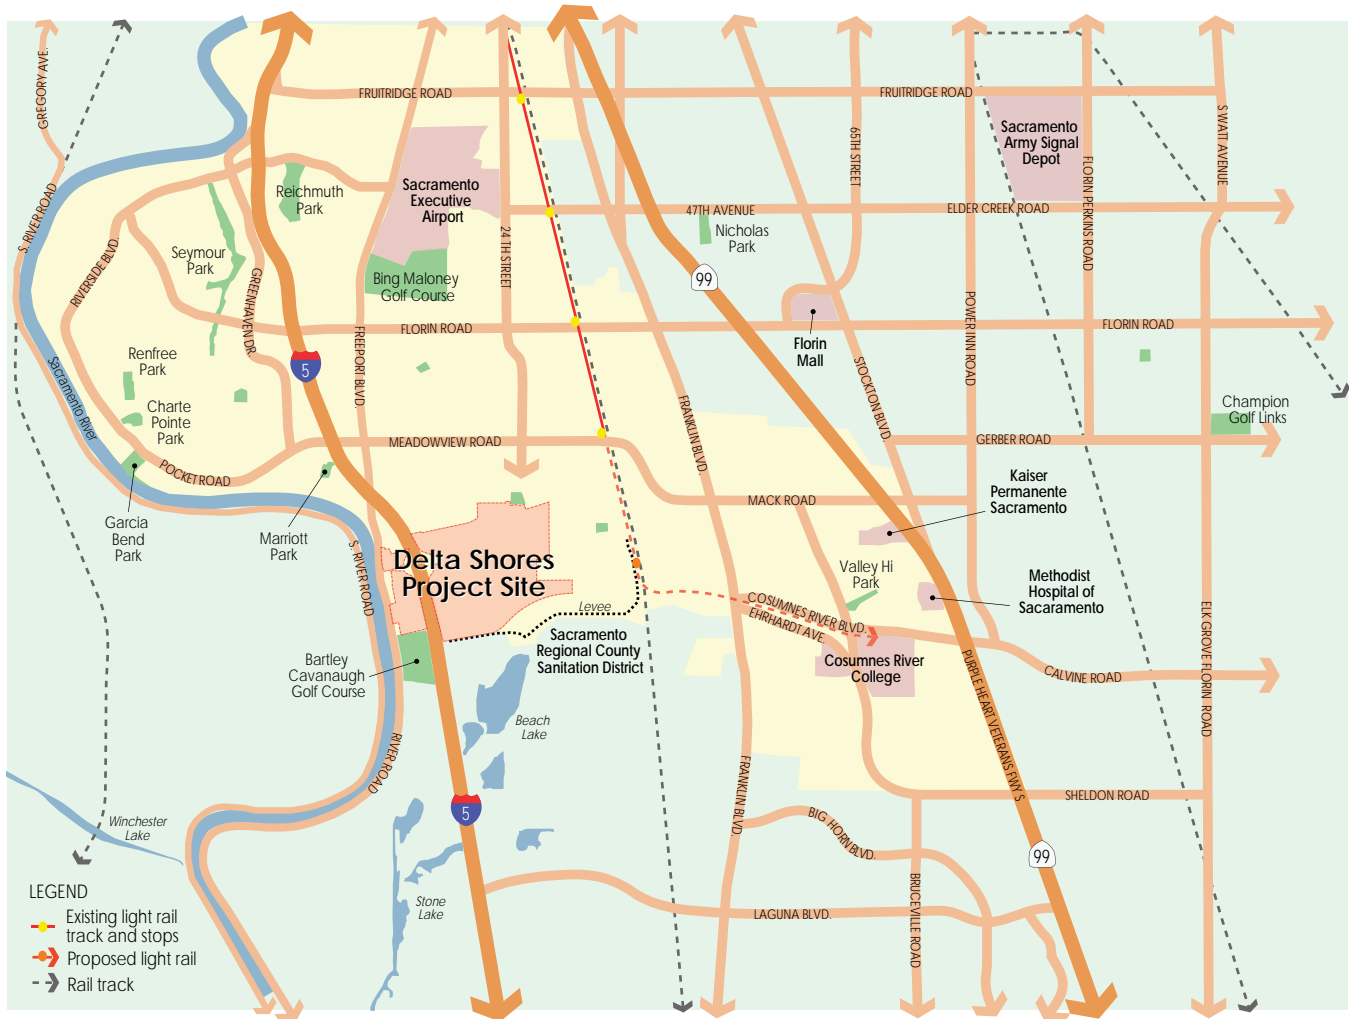 GREGORY AVE.
FRUITRIDGE ROAD
FRUITRIDGE ROAD
S WATT AVENUE
65TH STREET
Sacramento
Army Signal
Depot
FLORIN PERKINS ROAD
S. RIVER ROAD
Reichmuth
Park
Sacramento
Executive
Airport
47TH AVENUE
ELDER CREEK ROAD
Nicholas
Park
RIVERSIDE BLVD.
Seymour
Park
GREENHAVEN DR.
24 TH STREET
Bing Maloney
Golf Course
99
POWER INN ROAD
FREEPORT BLVD.
FLORIN ROAD
FLORIN ROAD
Florin
Mall
5
Renfree
Park
Sacramento River
STOCKTON BLVD.
Charte
Pointe
Park
FRANKLIN BLVD.
Champion
Golf Links
MEADOWVIEW ROAD
GERBER ROAD
POCKET ROAD
Kaiser
Permanente
Sacramento
MACK ROAD
Garcia
Bend
Park
Marriott
Park
S. RIVER ROAD
Delta Shores
Project Site
Valley Hi
Park
Methodist
Hospital of
Sacaramento
Levee
COSUMNES RIVER BLVD.
EHRHARDT AVE.
Sacramento
Regional County
Sanitation District
ELK GROVE FLORIN  ROAD
Bartley
Cavanaugh
Golf Course
Cosumnes River
College
PURPLE HEART VETERANS FWY S
CALVINE ROAD
Beach
Lake
RIVER ROAD
FRANKLIN BLVD.
SHELDON ROAD
5
BIG HORN BLVD.
Winchester
Lake
99
BRUCEVILLE ROAD
Stone
Lake
LAGUNA BLVD.
LEGEND
Existing light rail
track and stops
Proposed light rail
Rail track